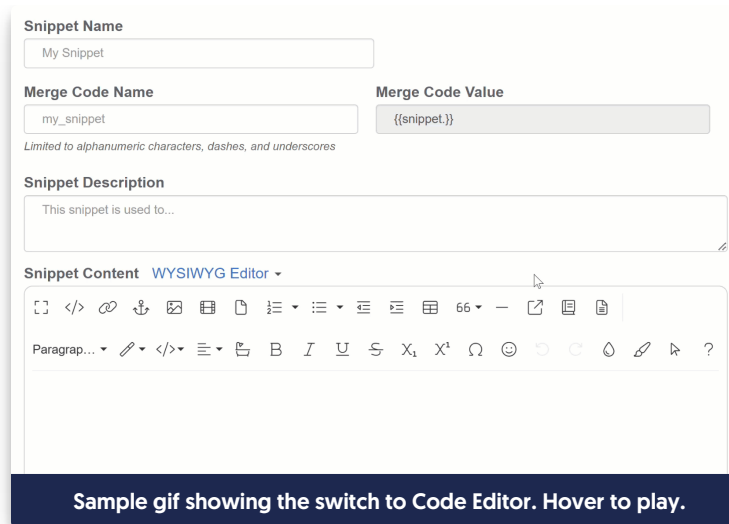 Snippet Name
My Snippet
Merge Code Name
Merge Code Value
my_snippet
{{snippet.}}
Limited to alphanumeric characters, dashes, and underscores
Snippet Description
This snippet is used to...
Snippet Content WYSIWYG Editor
66
Paragrap... </> B I U S X₁ X¹ Ω ?
Sample gif showing the switch to Code Editor. Hover to play.